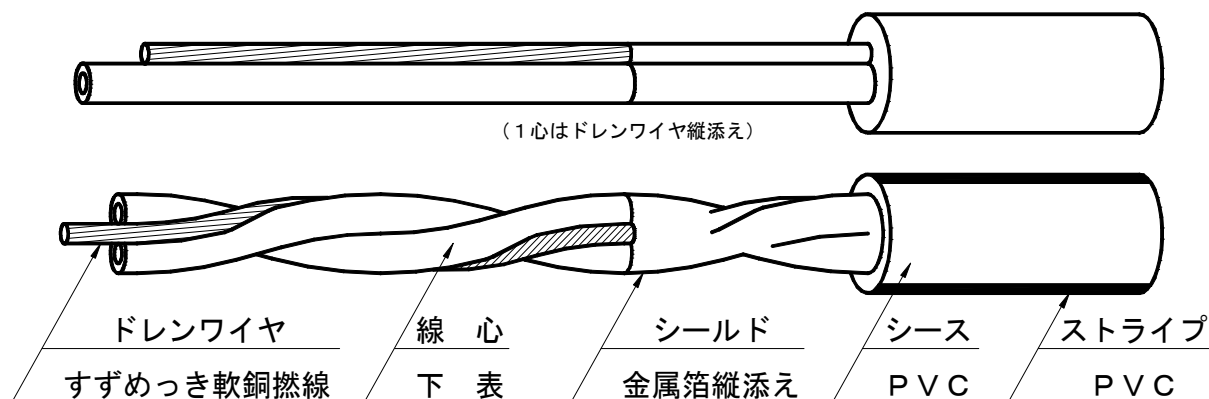 （１心はドレンワイヤ縦添え）
ドレンワイヤ 線　心 シールド シース ストライプ
すずめっき軟銅撚線 下　表 金属箔縦添え ＰＶＣ ＰＶＣ